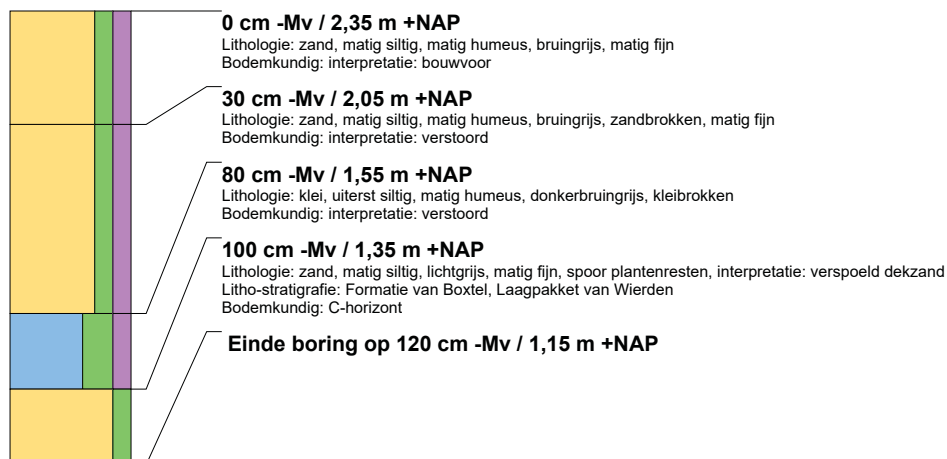 0 cm -Mv / 2,35 m +NAP
Lithologie: zand, matig siltig, matig humeus, bruingrijs, matig fijn
Bodemkundig: interpretatie: bouwvoor
30 cm -Mv / 2,05 m +NAP
Lithologie: zand, matig siltig, matig humeus, bruingrijs, zandbrokken, matig fijn
Bodemkundig: interpretatie: verstoord
80 cm -Mv / 1,55 m +NAP
Lithologie: klei, uiterst siltig, matig humeus, donkerbruingrijs, kleibrokken
Bodemkundig: interpretatie: verstoord
100 cm -Mv / 1,35 m +NAP
Lithologie: zand, matig siltig, lichtgrijs, matig fijn, spoor plantenresten, interpretatie: verspoeld dekzand
Litho-stratigrafie: Formatie van Boxtel, Laagpakket van Wierden
Bodemkundig: C-horizont
Einde boring op 120 cm -Mv / 1,15 m +NAP